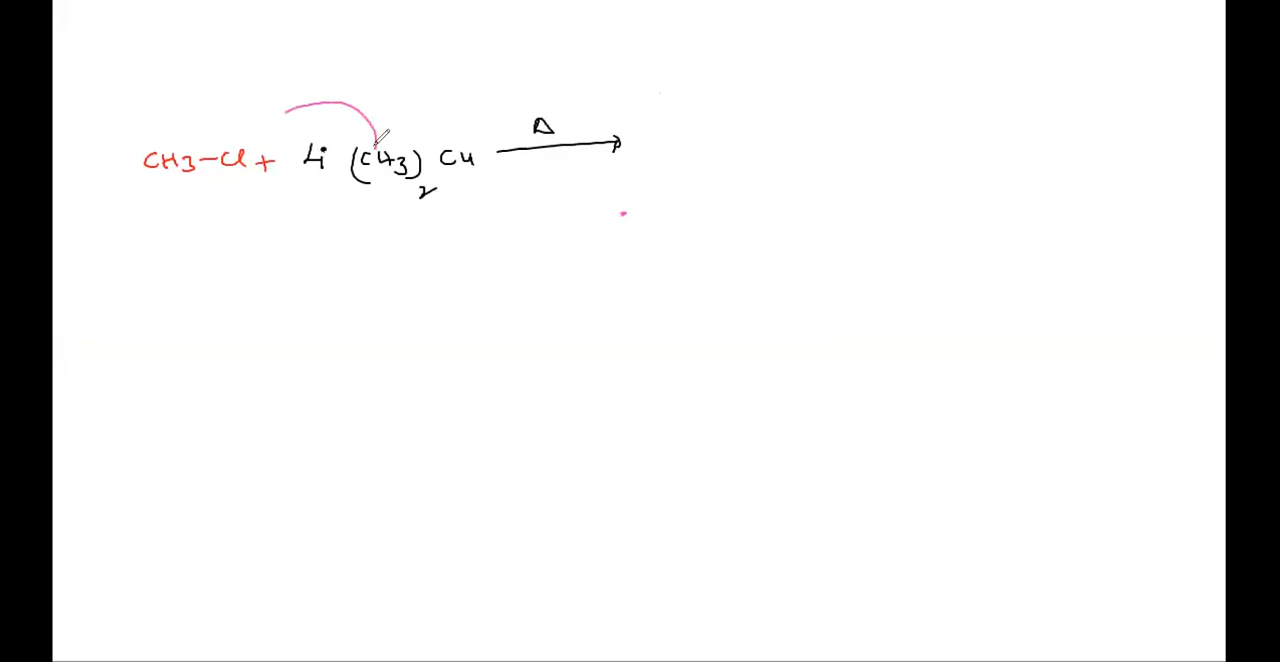 Δ
CH3-Cl + Li (CH3)2 Cu →